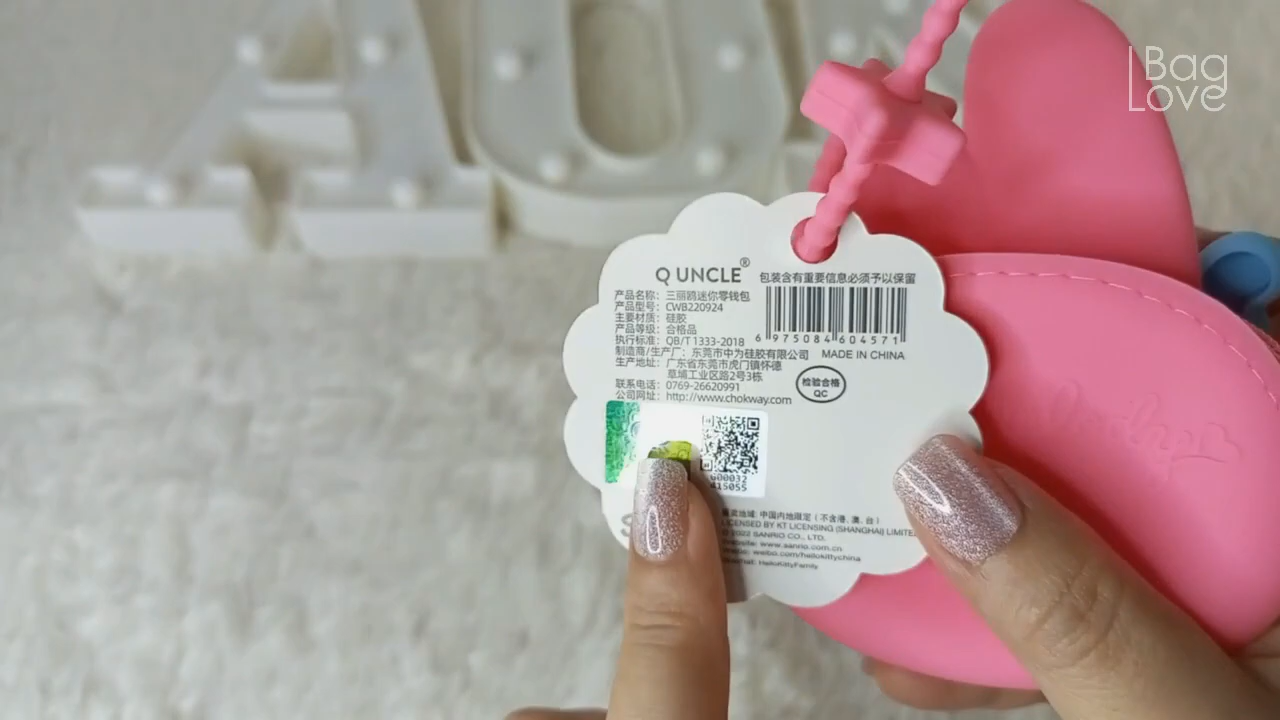 Bag
Love
Q UNCLE®
包装含有重要信息必须予以保留
产品名称：三丽鸥迷你零钱包
产品型号：CWB220924
主要材质：硅胶
产品等级：合格品
执行标准：QB/T 1333-2018
6 975084 604571
制造商/生产厂：东莞市中为硅胶有限公司
MADE IN CHINA
生产地址：广东省东莞市虎门镇怀德
草埔工业区路2号3栋
联系电话：0769-26620991
公司网址：http://www.chokway.com
检验合格
QC
600032
415055
地域：中国内地限定（不含港、澳、台）
LICENSED BY KT LICENSING (SHANGHAI) LIMITE
© 2022 SANRIO CO., LTD.
website: www.sanrio.com.cn
weibo: weibo.com/hellokittychina
HelloKittyFamily